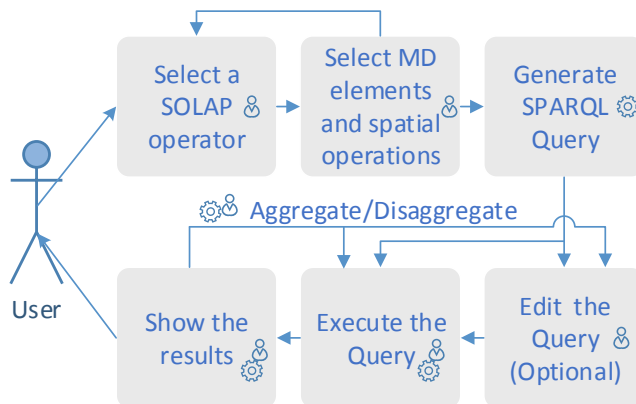 Select a
SOLAP
operator
Select MD
elements
and spatial
operations
Generate
SPARQL
Query
Aggregate/Disaggregate
User
Show the
results
Execute the
Query
Edit the
Query
(Optional)